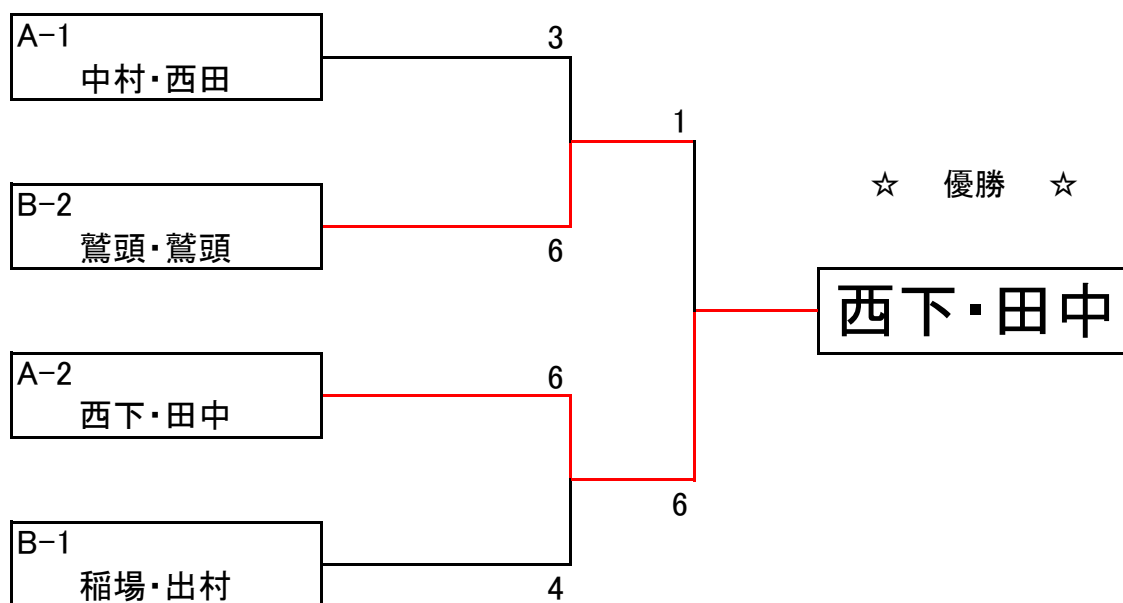 A-1
中村・西田
3
1
☆ 優勝 ☆
B-2
鷲頭・鷲頭
6
西下・田中
A-2
西下・田中
6
6
B-1
稲場・出村
4